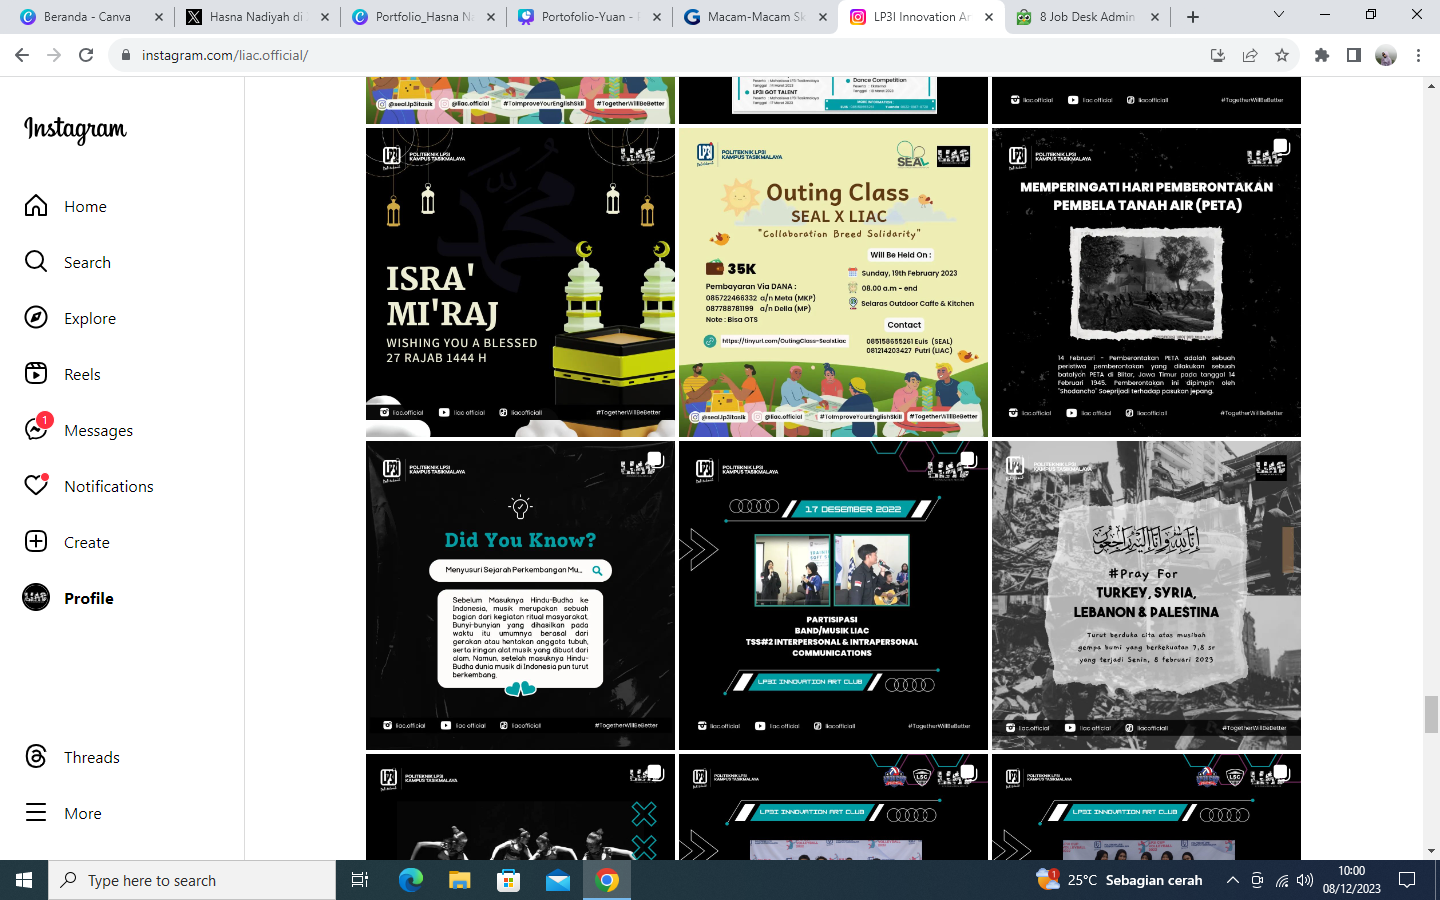 Beranda - Canva
Hasna Nadiyah di
Portfolio_Hasna Na
Portofolio-Yuan -
Macam-Macam Sk
LP3I Innovation Ar
8 Job Desk Admin
instagram.com/liac.official/
Instagram
Home
Search
Explore
Reels
1
Messages
Notifications
Create
Profile
Threads
More
@seal.lp3itasik
@liac.official
#ToImproveYourEnglishSkill
#TogetherWillBeBetter
LP3I GOT TALENT
Dance Competition
liac.official
liac official
liacofficial1
#TogetherWillBeBetter
POLITEKNIK LP3I
KAMPUS TASIKMALAYA
LIAC
ISRA'
MI'RAJ
WISHING YOU A BLESSED
27 RAJAB 1444 H
liac.official
liac official
liacofficial1
#TogetherWillBeBetter
POLITEKNIK LP3I
KAMPUS TASIKMALAYA
SEAL
LIAC
Outing Class
SEAL X LIAC
"Collaboration Breed Solidarity"
Will Be Held On :
35K
Sunday, 19th February 2023
Pembayaran Via DANA :
08.00 a.m - end
085722466332 a/n Meta (MKP)
087788781199 a/n Della (MP)
Selaras Outdoor Caffe & Kitchen
Note : Bisa OTS
Contact
https://tinyurl.com/OutingClass-SealxLiac
085158655261 Euis (SEAL)
081214203427 Putri (LIAC)
@seal.lp3itasik
@liac.official
#ToImproveYourEnglishSkill
#TogetherWillBeBetter
POLITEKNIK LP3I
KAMPUS TASIKMALAYA
LIAC
MEMPERINGATI HARI PEMBERONTAKAN
PEMBELA TANAH AIR (PETA)
14 Februari - Pemberontakan PETA adalah sebuah
peristiwa pemberontakan yang dilakukan sebuah
batalyon PETA di Blitar, Jawa Timur pada tanggal 14
Februari 1945. Pemberontakan ini dipimpin oleh
"Shodancho" Soeprijadi terhadap pasukan jepang.
liac.official
liac official
liacofficial1
#TogetherWillBeBetter
POLITEKNIK LP3I
KAMPUS TASIKMALAYA
LIAC
Did You Know?
Menyusuri Sejarah Perkembangan Mu...
Sebelum Masuknya Hindu-Budha ke
Indonesia, musik merupakan sebuah
bagian dari kegiatan ritual masyarakat,
Bunyi-bunyian yang dihasilkan pada
waktu itu umumnya berasal dari
gerakan atau hentakan anggota tubuh,
serta iringan alat musik yang dibuat dari
alam, Namun, setelah masuknya Hindu-
Budha dunia musik di Indonesia pun turut
berkembang.
liac.official
liac official
liacofficial1
#TogetherWillBeBetter
POLITEKNIK LP3I
KAMPUS TASIKMALAYA
LIAC
17 DESEMBER 2022
PARTISIPASI
BAND/MUSIK LIAC
TSS#2 INTERPERSONAL & INTRAPERSONAL
COMMUNICATIONS
LP3I INNOVATION ART CLUB
liac.official
liac official
liacofficial1
#TogetherWillBeBetter
POLITEKNIK LP3I
KAMPUS TASIKMALAYA
LIAC
إنا لله وإنا إليه راجعون
#Pray For
TURKEY, SYRIA,
LEBANON & PALESTINA
Turut berduka cita atas musibah
gempa bumi yang berkekuatan 7,8 sr
yang terjadi Senin, 8 februari 2023
liac.official
liac official
liacofficial1
#TogetherWillBeBetter
POLITEKNIK LP3I
KAMPUS TASIKMALAYA
LIAC
POLITEKNIK LP3I
KAMPUS TASIKMALAYA
LSC
LIAC
LP3I INNOVATION ART CLUB
POLITEKNIK LP3I
KAMPUS TASIKMALAYA
LSC
LIAC
LP3I INNOVATION ART CLUB
Type here to search
1
25°C Sebagian cerah
10:00
08/12/2023